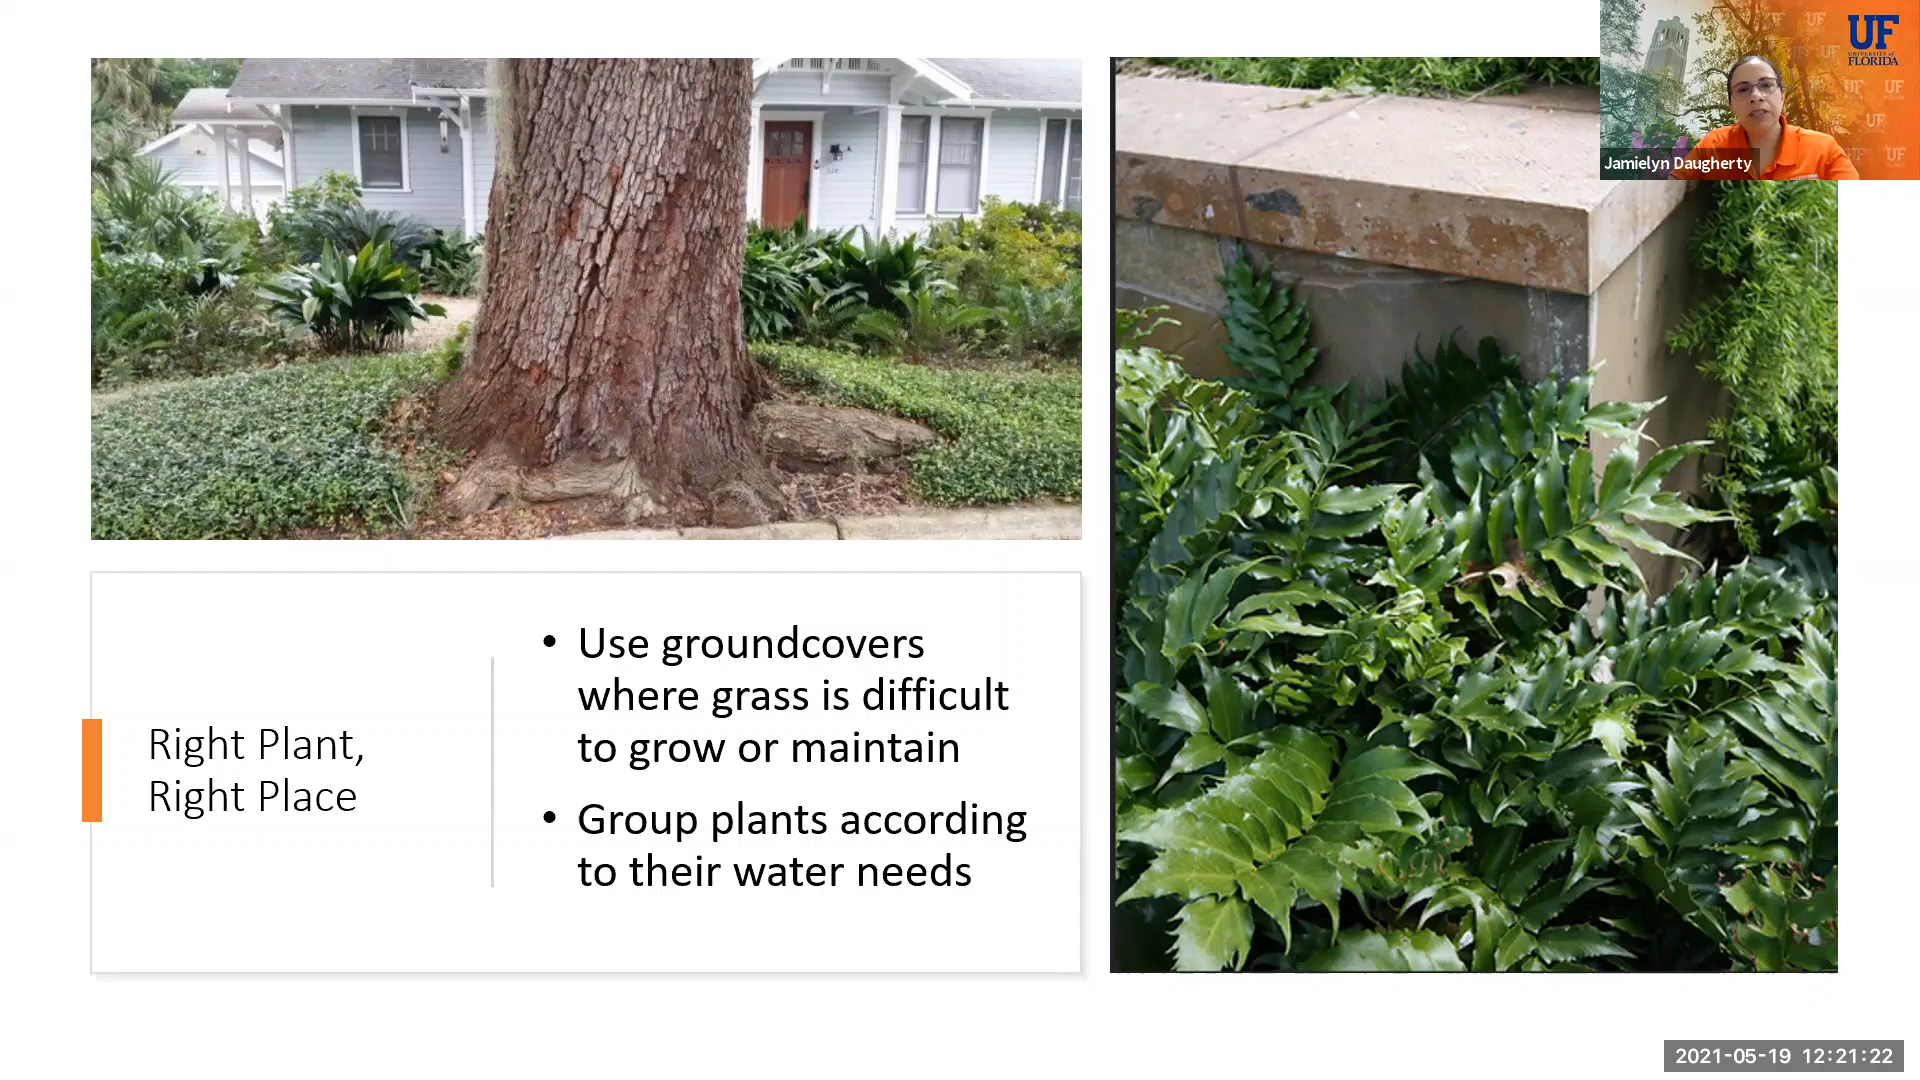 UF
UNIVERSITY of
FLORIDA
Jamielyn Daugherty
Right Plant,
Right Place
• Use groundcovers
where grass is difficult
to grow or maintain
• Group plants according
to their water needs
2021-05-19 12:21:22